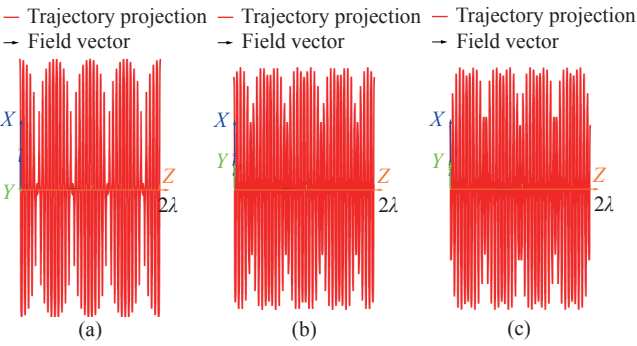 — Trajectory projection
→ Field vector
X
Y
Z
2λ
(a)
— Trajectory projection
→ Field vector
X
Y
Z
2λ
(b)
— Trajectory projection
→ Field vector
X
Y
Z
2λ
(c)